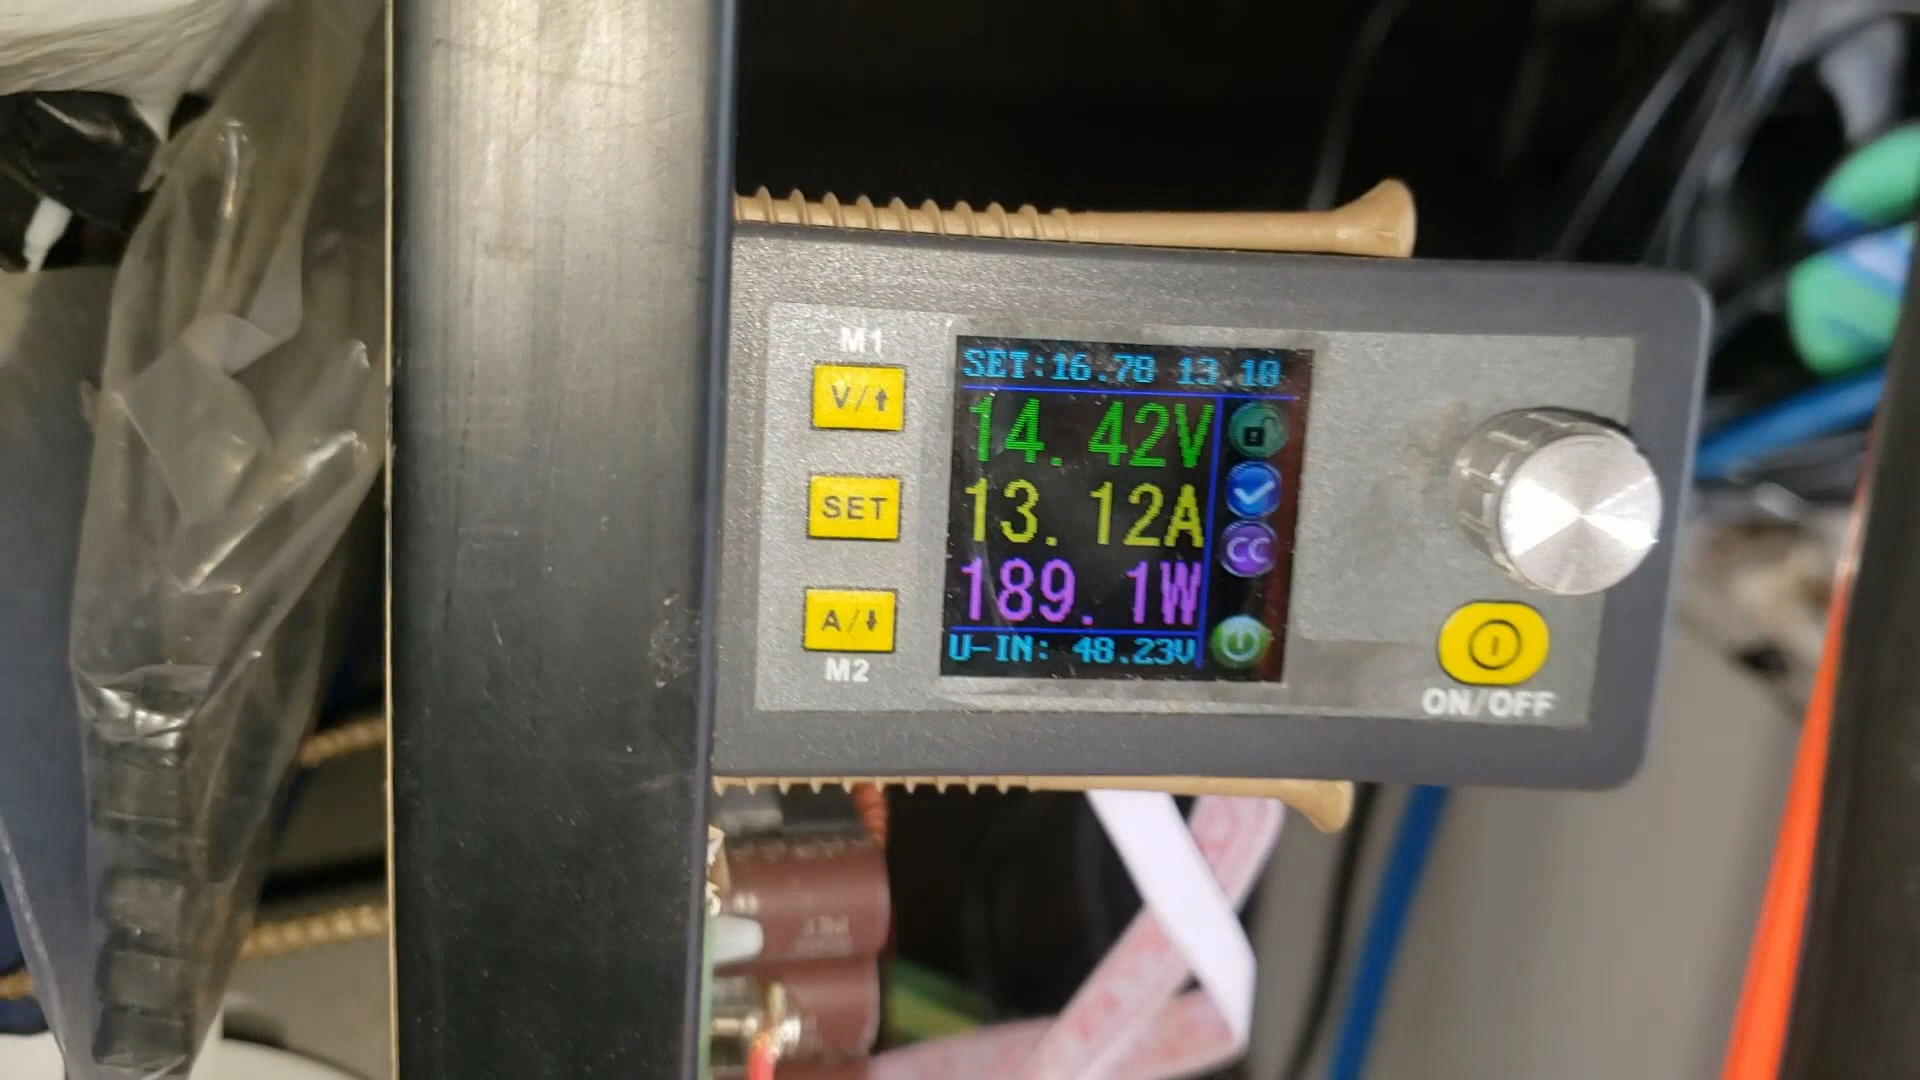 M1
V/↑
SET
A/↓
M2
SET:16.78 13.10
14.42V
13.12A
189.1W
U-IN: 48.23V
CC
ON/OFF